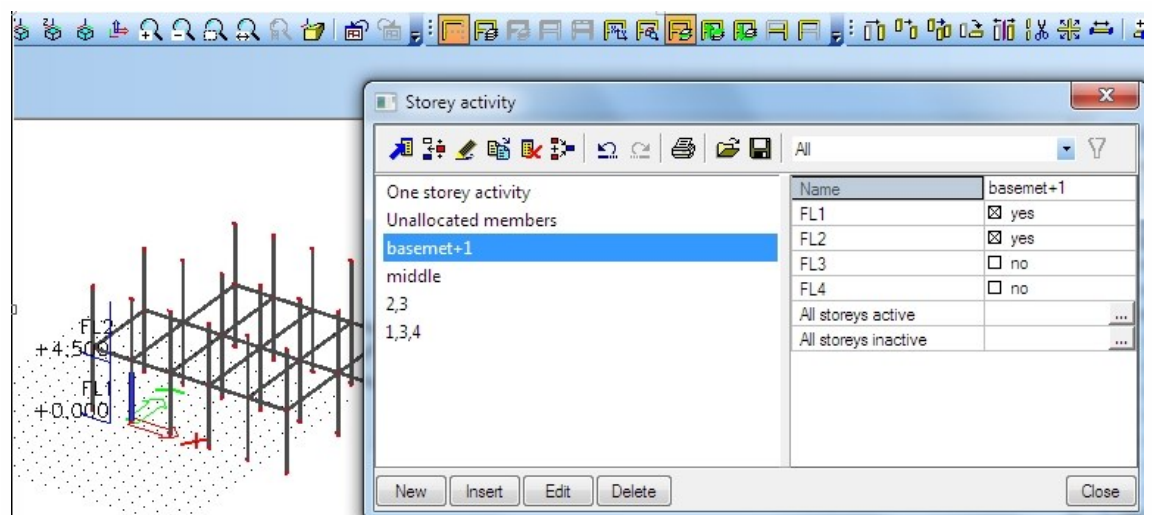 Storey activity
All
One storey activity
Unallocated members
basemet+1
middle
2,3
1,3,4
Name basemet+1
FL1 yes
FL2 yes
FL3 no
FL4 no
All storeys active ...
All storeys inactive ...
FL2
+4.500
FL1
+0.000
New Insert Edit Delete Close